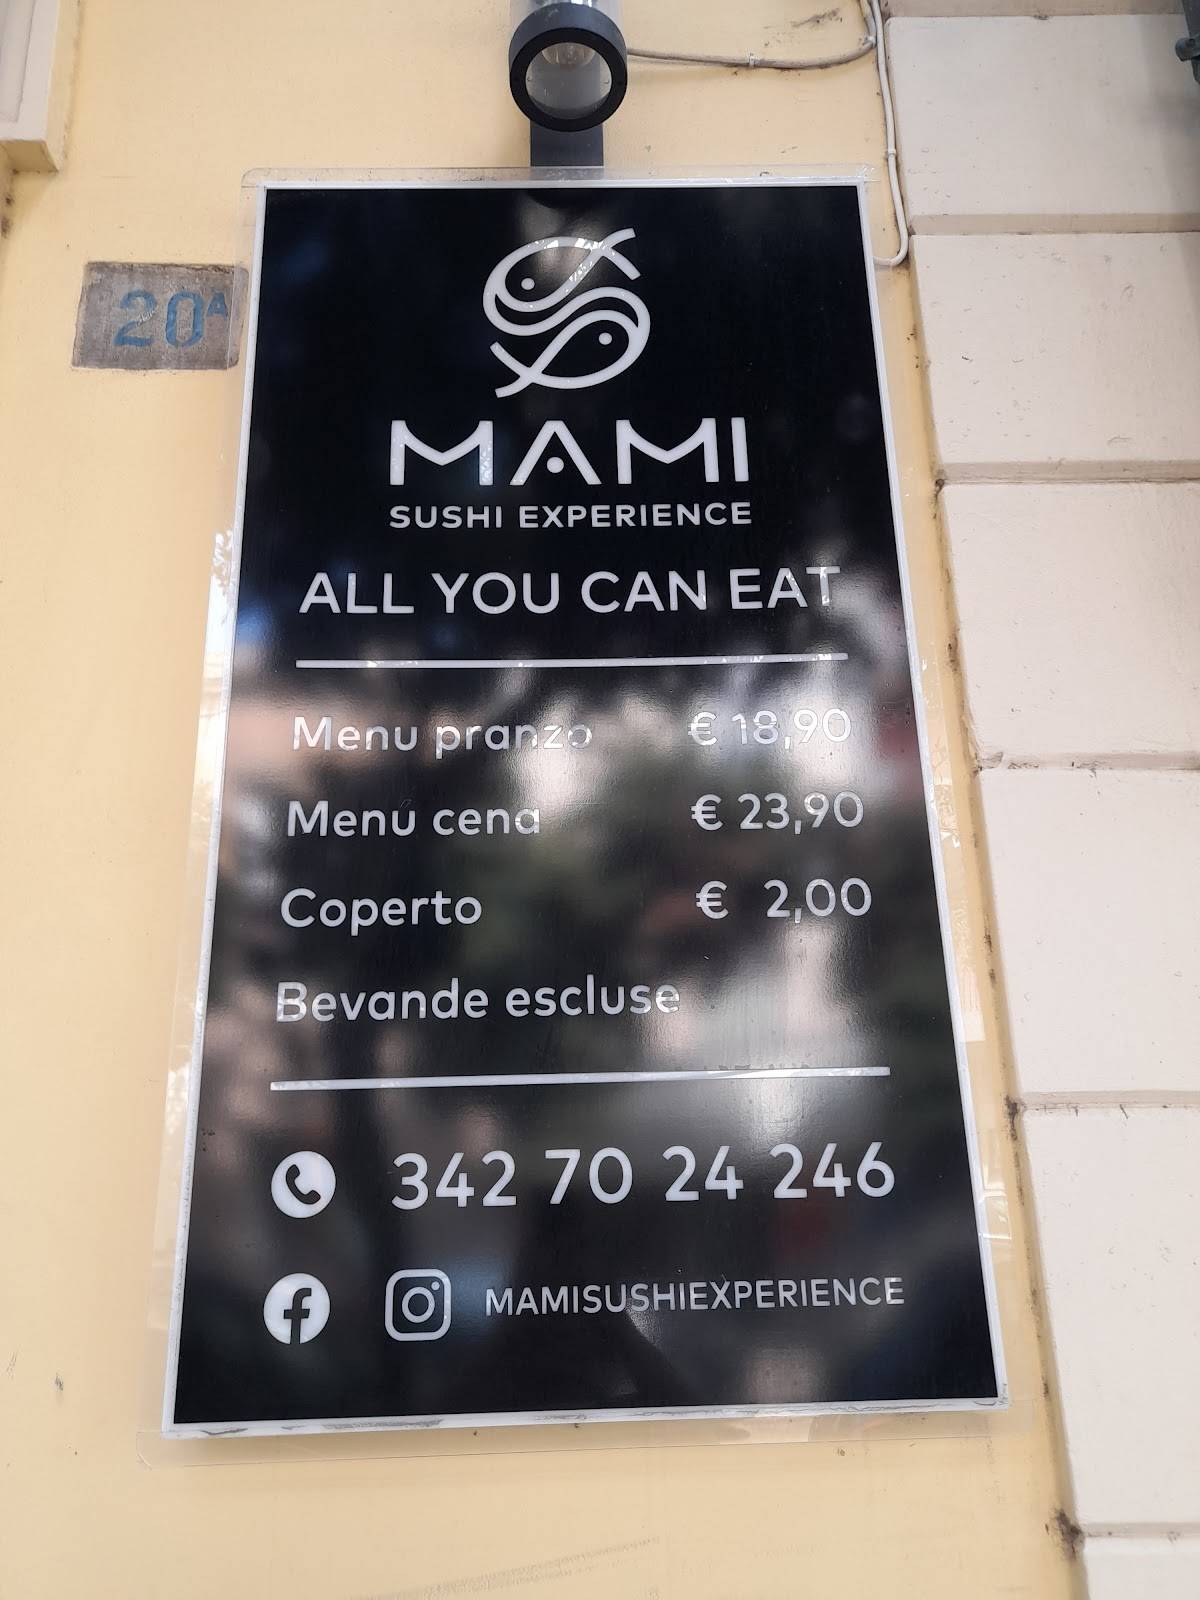 20A
MAMI
SUSHI EXPERIENCE
ALL YOU CAN EAT
Menu pranzo € 18,90
Menú cena € 23,90
Coperto € 2,00
Bevande escluse
342 70 24 246
MAMISUSHIEXPERIENCE